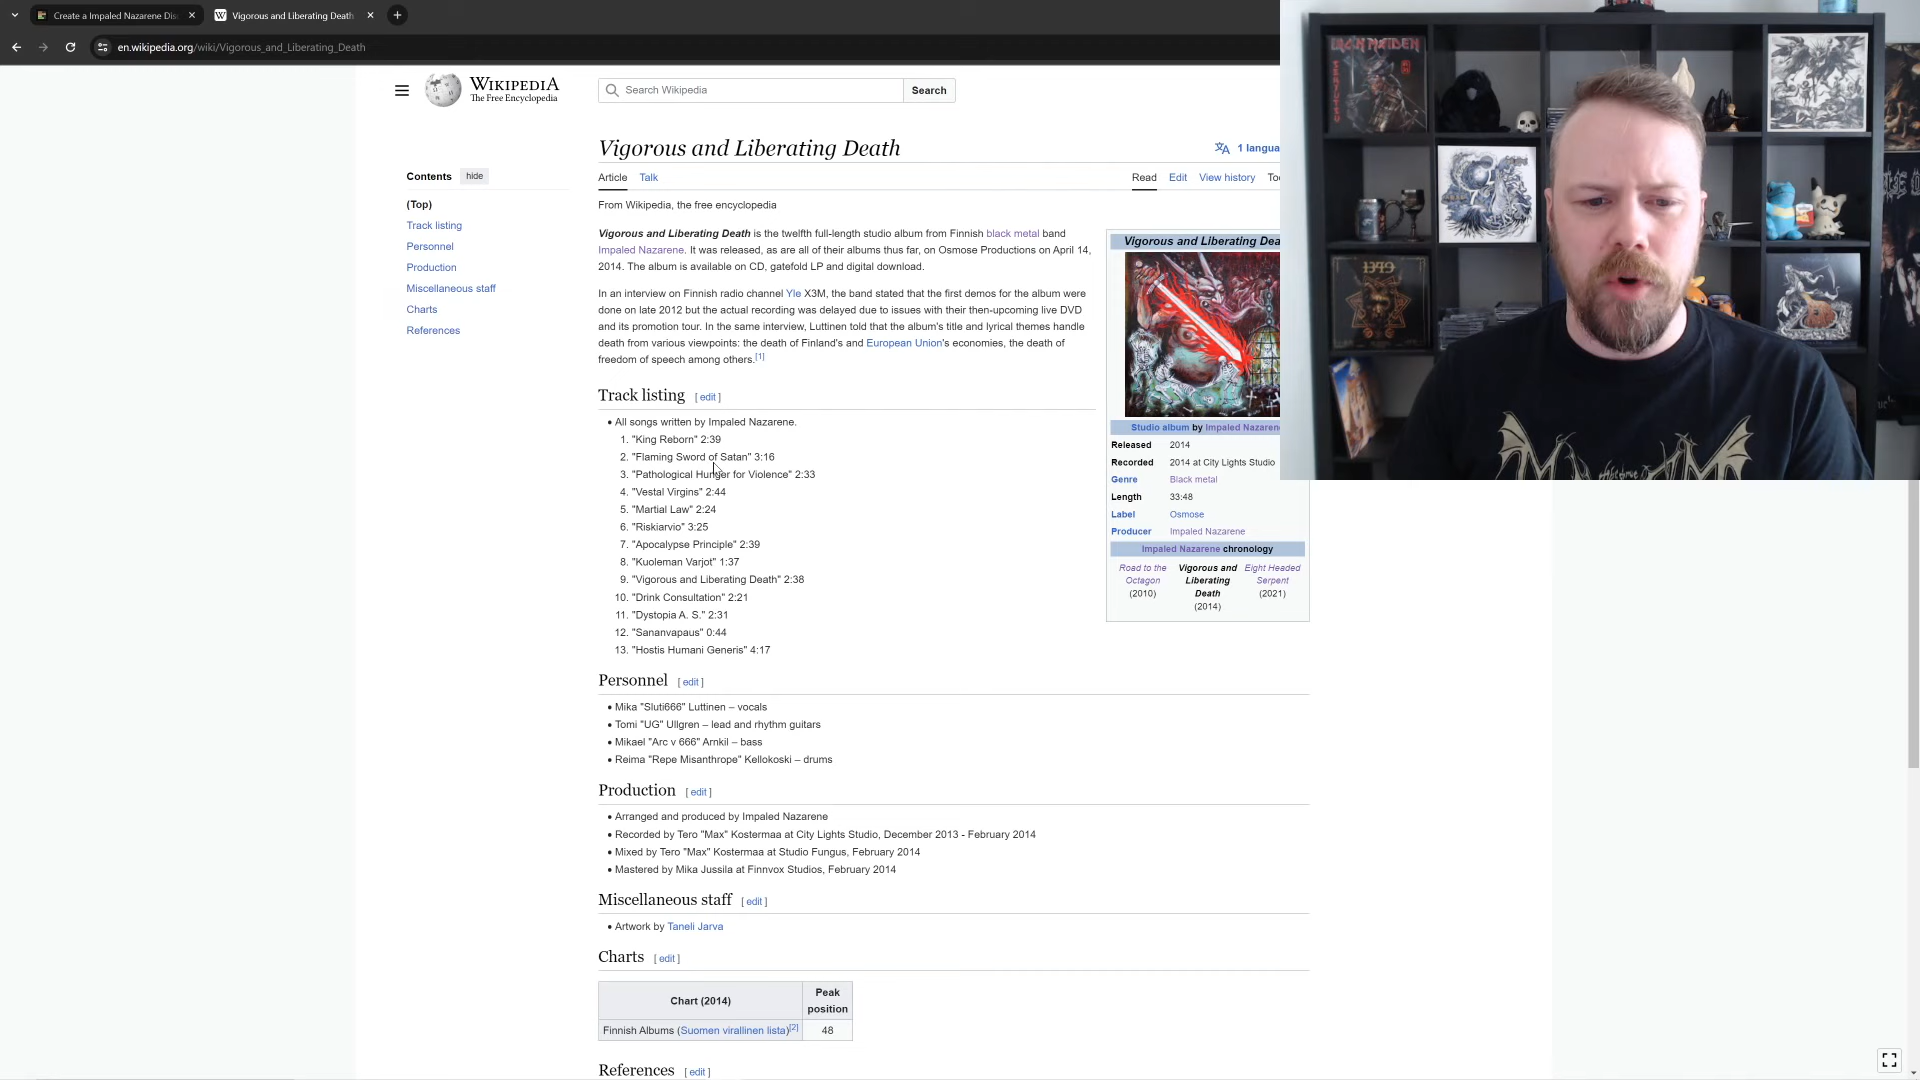 Create a Impaled Nazarene Dis
Vigorous and Liberating Death
en.wikipedia.org/wiki/Vigorous_and_Liberating_Death
WIKIPEDIA
The Free Encyclopedia
Search Wikipedia
Search
Contents hide
(Top)
Track listing
Personnel
Production
Miscellaneous staff
Charts
References
Vigorous and Liberating Death
1 langua
Article Talk
Read Edit View history
From Wikipedia, the free encyclopedia
Vigorous and Liberating Death is the twelfth full-length studio album from Finnish black metal band
Impaled Nazarene. It was released, as are all of their albums thus far, on Osmose Productions on April 14,
2014. The album is available on CD, gatefold LP and digital download.
In an interview on Finnish radio channel Yle X3M, the band stated that the first demos for the album were
done on late 2012 but the actual recording was delayed due to issues with their then-upcoming live DVD
and its promotion tour. In the same interview, Luttinen told that the album's title and lyrical themes handle
death from various viewpoints: the death of Finland's and European Union's economies, the death of
freedom of speech among others.[1]
Track listing [ edit ]
• All songs written by Impaled Nazarene.
1. "King Reborn" 2:39
2. "Flaming Sword of Satan" 3:16
3. "Pathological Hunger for Violence" 2:33
4. "Vestal Virgins" 2:44
5. "Martial Law" 2:24
6. "Riskiarvio" 3:25
7. "Apocalypse Principle" 2:39
8. "Kuoleman Varjot" 1:37
9. "Vigorous and Liberating Death" 2:38
10. "Drink Consultation" 2:21
11. "Dystopia A. S." 2:31
12. "Sananvapaus" 0:44
13. "Hostis Humani Generis" 4:17
Personnel [ edit ]
• Mika "Sluti666" Luttinen – vocals
• Tomi "UG" Ullgren – lead and rhythm guitars
• Mikael "Arc v 666" Arnkil – bass
• Reima "Repe Misanthrope" Kellokoski – drums
Production [ edit ]
• Arranged and produced by Impaled Nazarene
• Recorded by Tero "Max" Kostermaa at City Lights Studio, December 2013 - February 2014
• Mixed by Tero "Max" Kostermaa at Studio Fungus, February 2014
• Mastered by Mika Jussila at Finnvox Studios, February 2014
Miscellaneous staff [ edit ]
• Artwork by Taneli Jarva
Charts [ edit ]
Chart (2014) Peak
position
Finnish Albums (Suomen virallinen lista)[2] 48
References [ edit ]
Vigorous and Liberating Dea
Studio album by Impaled Nazaren
Released 2014
Recorded 2014 at City Lights Studio
Genre Black metal
Length 33:48
Label Osmose
Producer Impaled Nazarene
Impaled Nazarene chronology
Road to the
Octagon
(2010)
Vigorous and
Liberating
Death
(2014)
Eight Headed
Serpent
(2021)
IRON MAIDEN
1349